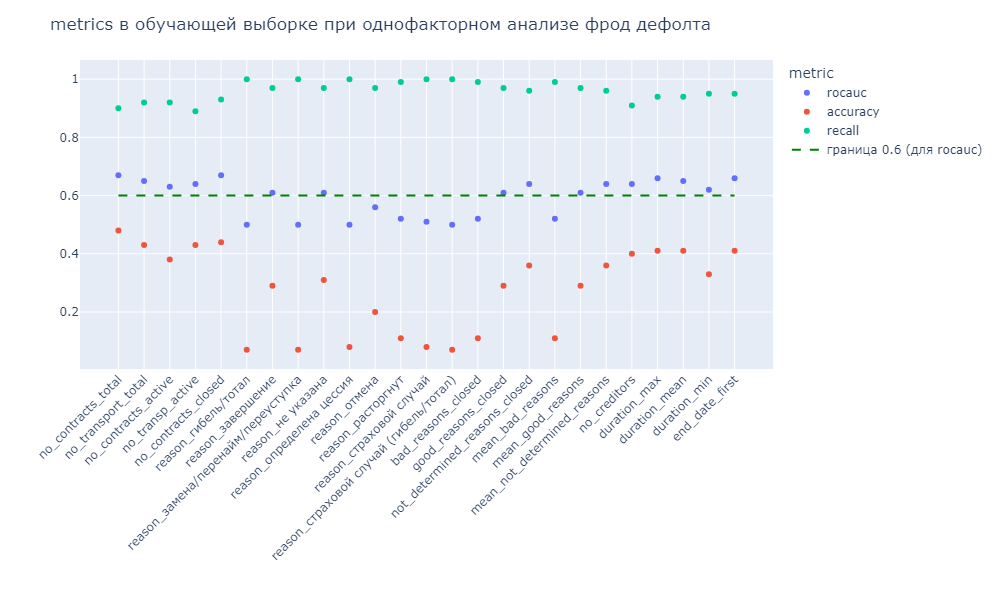 metrics в обучающей выборке при однофакторном анализе фрод дефолта
metric
rocauc
accuracy
recall
граница 0.6 (для rocauc)
1
0.8
0.6
0.4
0.2
no_contracts_total
no_transport_total
no_contracts_active
no_transp_active
no_contracts_closed
reason_гибель/тотал
reason_завершение
reason_замена/перенайм/переуступка
reason_не указана
reason_определена цессия
reason_отмена
reason_расторгнут
reason_страховой случай
reason_страховой случай (гибель/тотал)
bad_reasons_closed
good_reasons_closed
not_determined_reasons_closed
mean_bad_reasons
mean_good_reasons
mean_not_determined_reasons
no_creditors
duration_max
duration_mean
duration_min
end_date_first